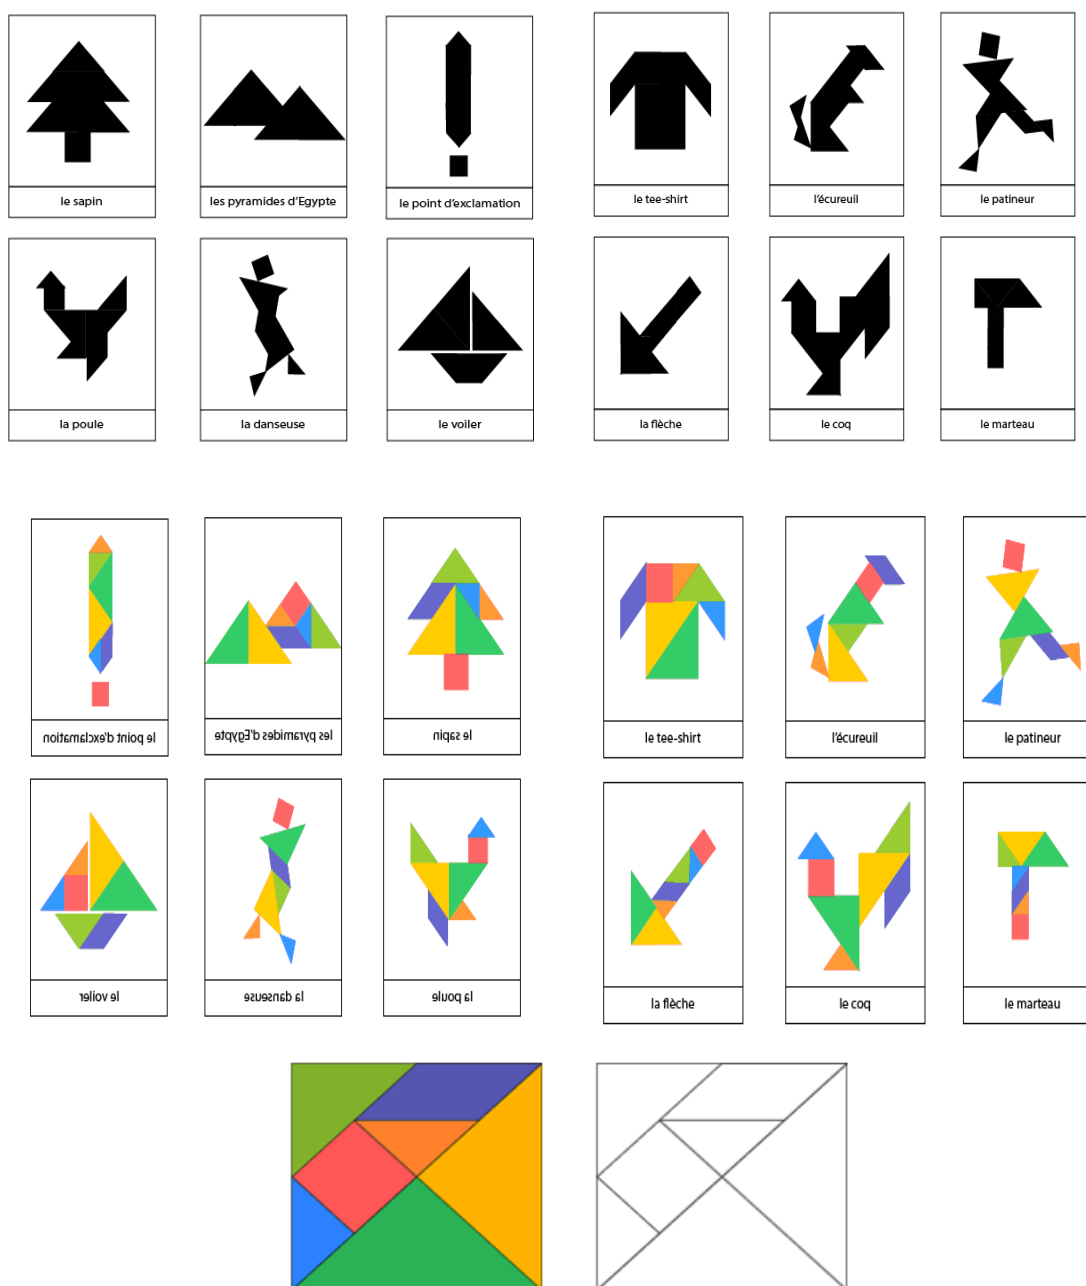 le sapin
les pyramides d'Egypte
le point d'exclamation
le tee-shirt
l'écureuil
le patineur
la poule
la danseuse
le voiler
la flèche
le coq
le marteau
le point d'exclamation
les pyramides d'Egypte
le sapin
le tee-shirt
l'écureuil
le patineur
le voiler
la danseuse
la poule
la flèche
le coq
le marteau